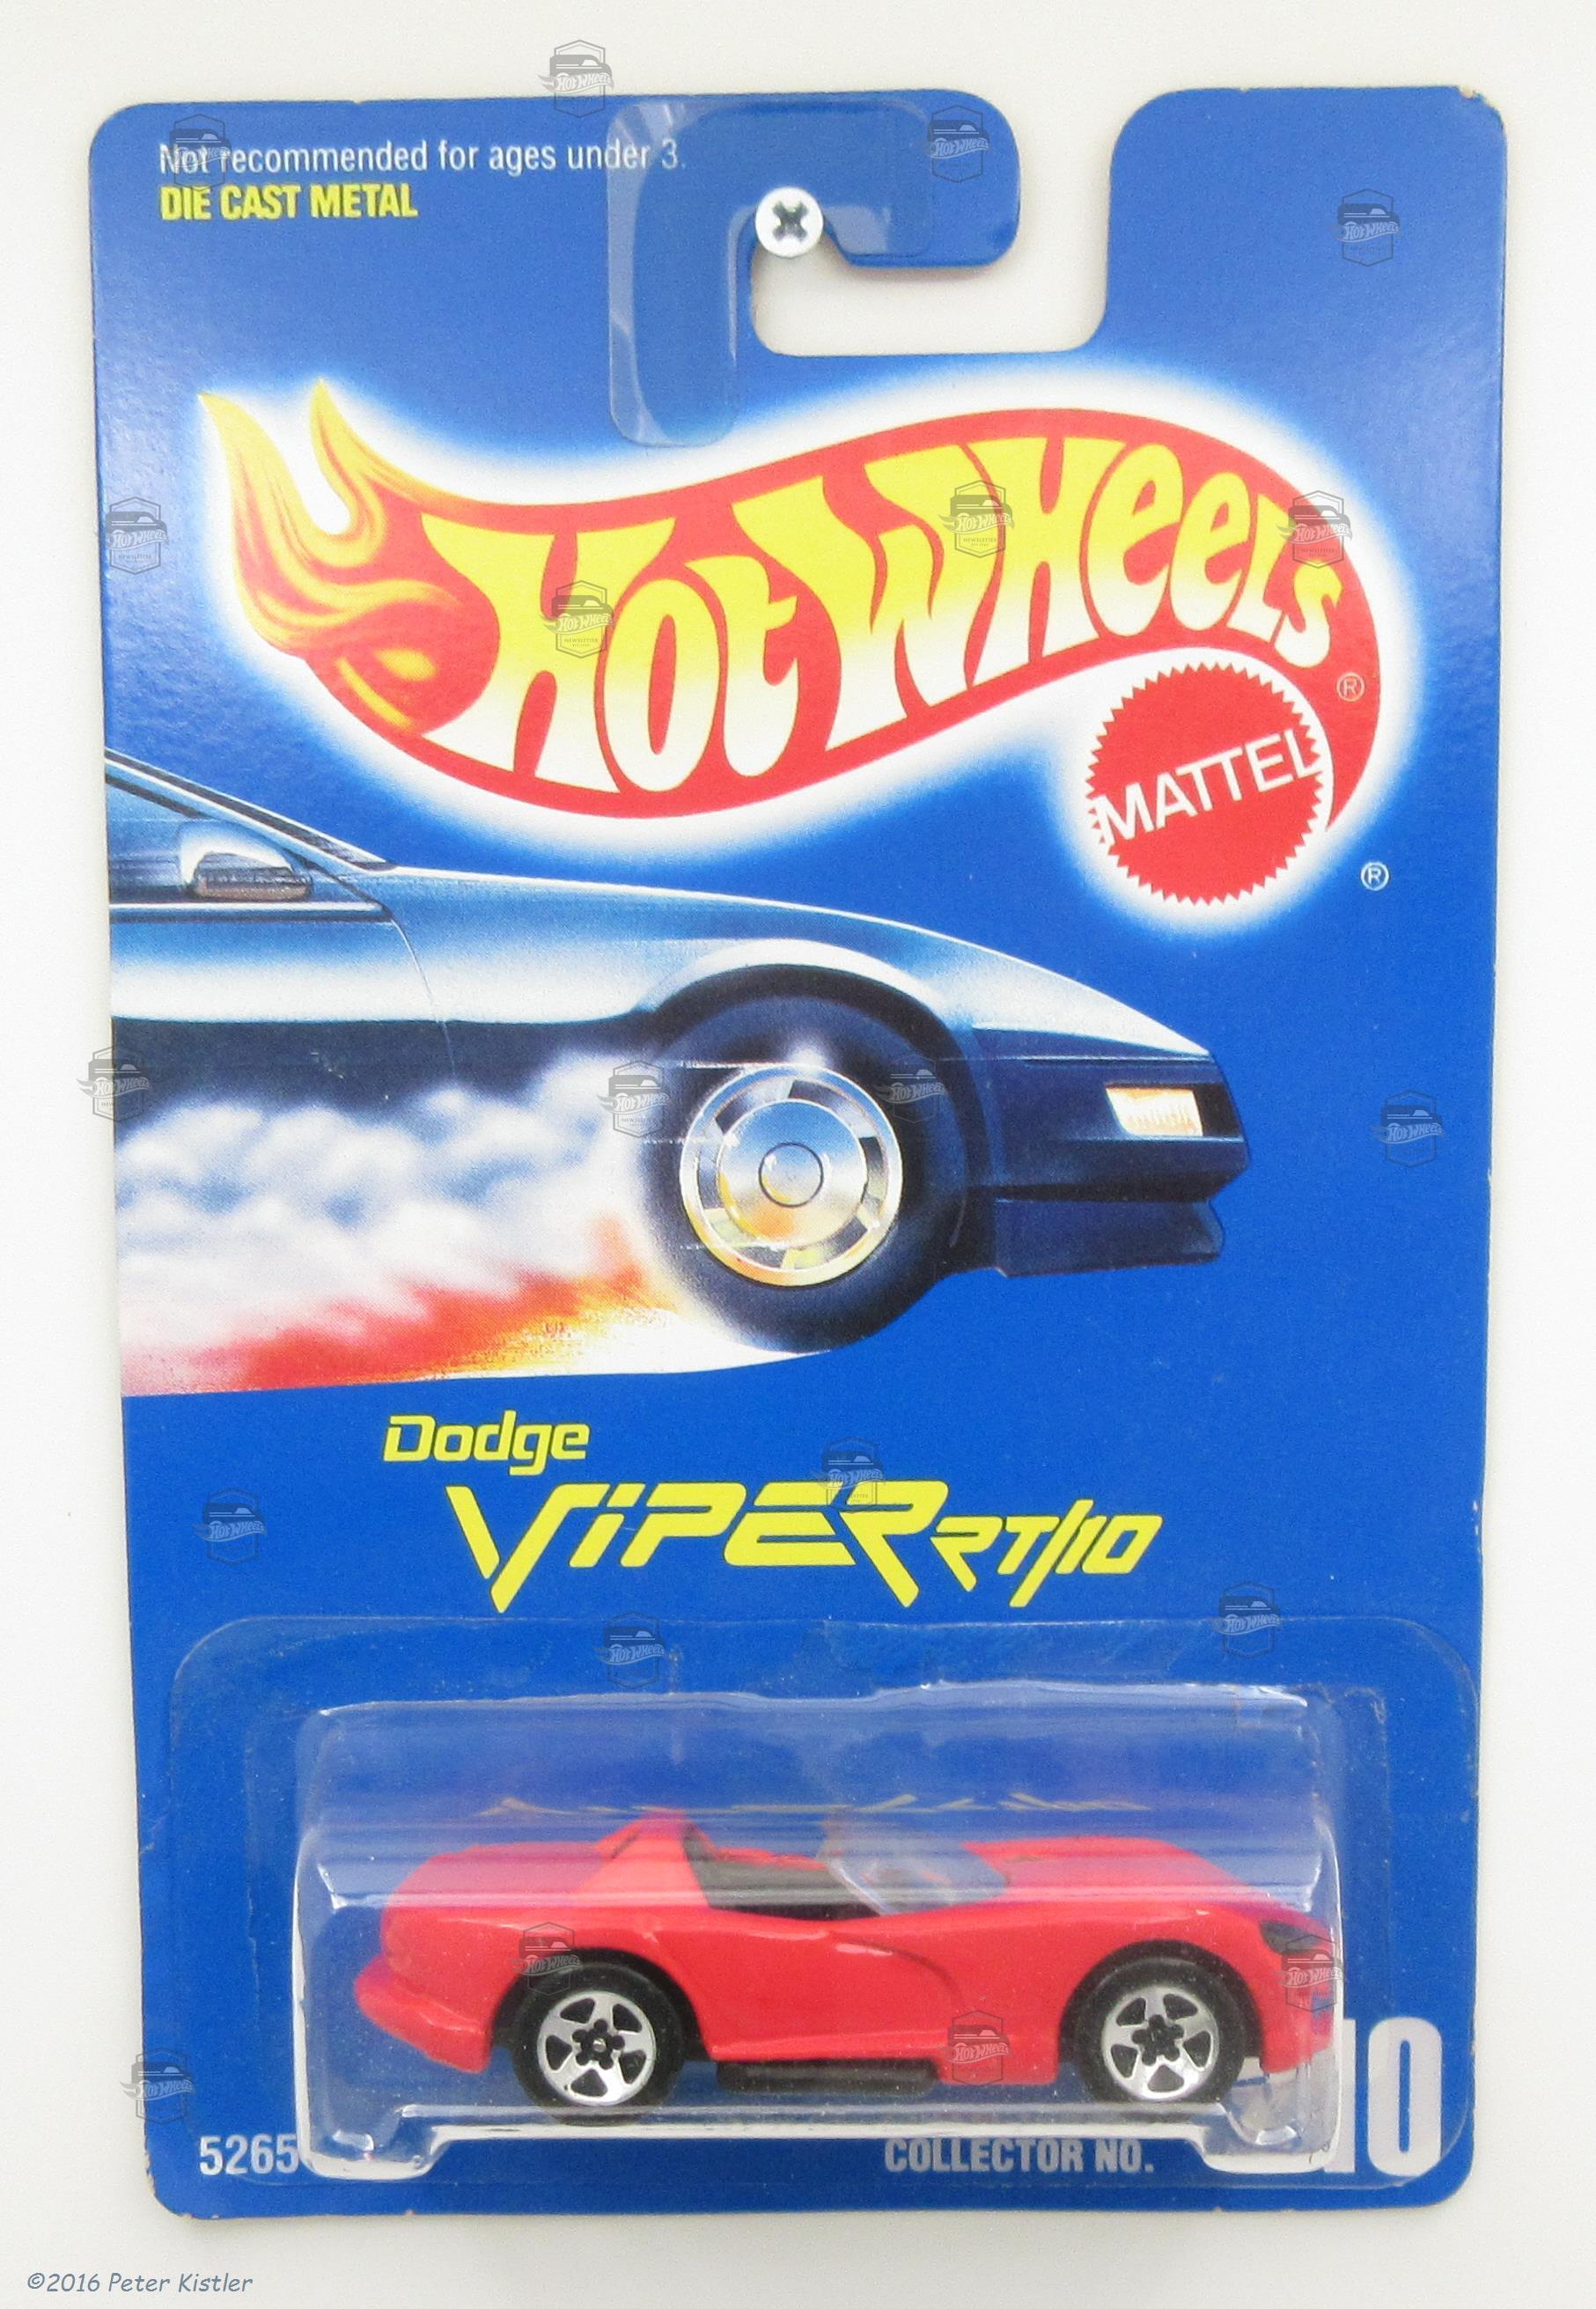 Not recommended for ages under 3.
DIE CAST METAL
Hot Wheels
®
MATTEL
®
Dodge
VIPER RT/10
5265
COLLECTOR NO.
10
©2016 Peter Kistler